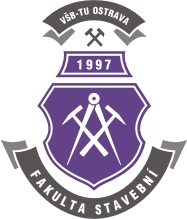 VŠB-TU OSTRAVA
1997
FAKULTA STAVEBNÍ